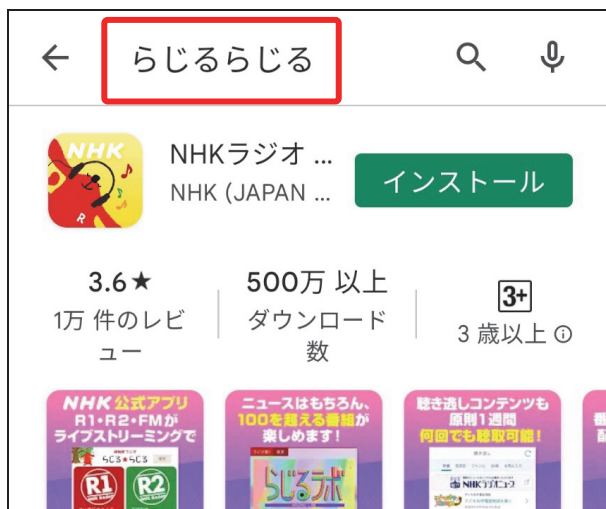 らじるらじる
NHK
R
NHKラジオ ...
NHK (JAPAN ...
インストール
3.6★
1万 件のレビ
ュー
500万 以上
ダウンロード
数
3+
3 歳以上
NHK 公式アプリ
R1・R2・FMが
ライブストリーミングで
R1
R2
ニュースはもちろん、
100を超える番組が
楽しめます!
らじるラボ
聴き逃しコンテンツも
原則1週間
何回でも聴取可能!
NHKラジオニュース